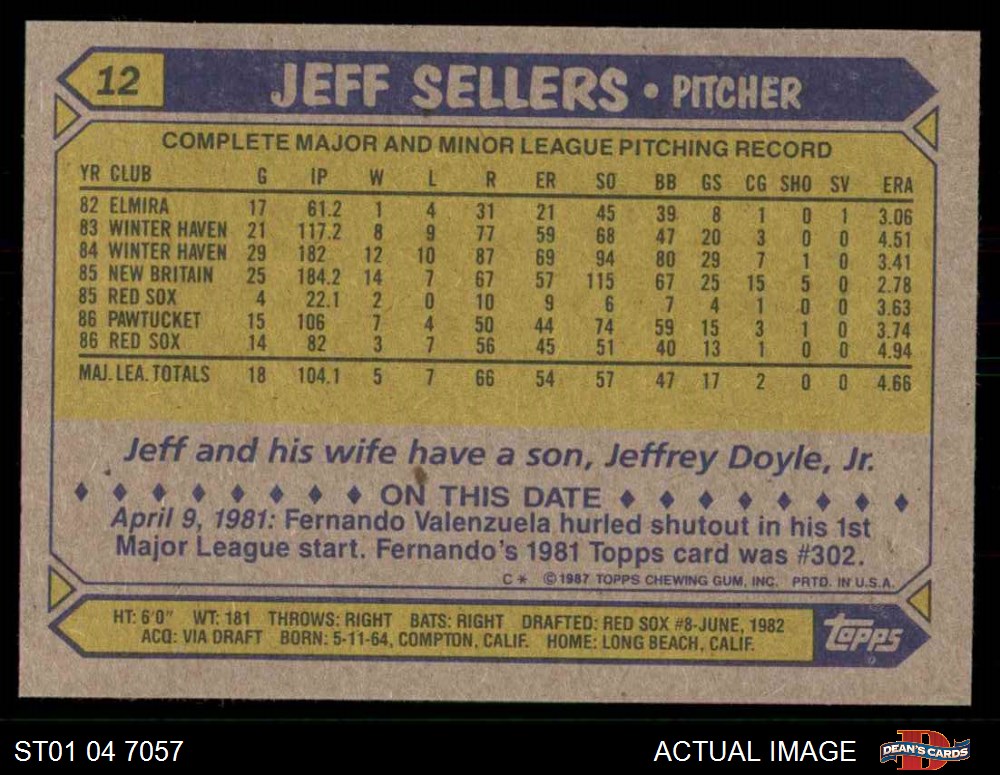 12 JEFF SELLERS • PITCHER
COMPLETE MAJOR AND MINOR LEAGUE PITCHING RECORD
YR CLUB G IP W L R ER SO BB GS CG SHO SV ERA
82 ELMIRA 17 61.2 1 4 31 21 45 39 8 1 0 1 3.06
83 WINTER HAVEN 21 117.2 8 9 77 59 68 47 20 3 0 0 4.51
84 WINTER HAVEN 29 182 12 10 87 69 94 80 29 7 1 0 3.41
85 NEW BRITAIN 25 184.2 14 7 67 57 115 67 25 15 5 0 2.78
85 RED SOX 4 22.1 2 0 10 9 6 7 4 1 0 0 3.63
86 PAWTUCKET 15 106 7 4 50 44 74 59 15 3 1 0 3.74
86 RED SOX 14 82 3 7 56 45 51 40 13 1 0 0 4.94
MAJ. LEA. TOTALS 18 104.1 5 7 66 54 57 47 17 2 0 0 4.66
Jeff and his wife have a son, Jeffrey Doyle, Jr.
♦ ♦ ♦ ♦ ♦ ♦ ♦ ♦ ON THIS DATE ♦ ♦ ♦ ♦ ♦ ♦ ♦ ♦
April 9, 1981: Fernando Valenzuela hurled shutout in his 1st
Major League start. Fernando's 1981 Topps card was #302.
C* ©1987 TOPPS CHEWING GUM, INC. PRTD. IN U.S.A.
HT: 6'0" WT: 181 THROWS: RIGHT BATS: RIGHT DRAFTED: RED SOX #8-JUNE, 1982
ACQ: VIA DRAFT BORN: 5-11-64, COMPTON, CALIF. HOME: LONG BEACH, CALIF.
topps
ST01 04 7057 ACTUAL IMAGE D DEAN'S CARDS